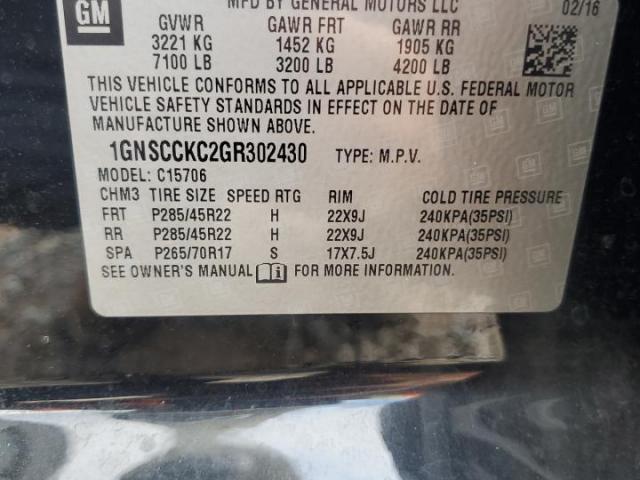 MFD BY GENERAL MOTORS LLC 02/16
GM
GVWR GAWR FRT GAWR RR
3221 KG 1452 KG 1905 KG
7100 LB 3200 LB 4200 LB
THIS VEHICLE CONFORMS TO ALL APPLICABLE U.S. FEDERAL MOTOR
VEHICLE SAFETY STANDARDS IN EFFECT ON THE DATE OF
MANUFACTURE SHOWN ABOVE.
1GNSCCKC2GR302430 TYPE: M.P.V.
MODEL: C15706
CHM3 TIRE SIZE SPEED RTG RIM COLD TIRE PRESSURE
FRT P285/45R22 H 22X9J 240KPA(35PSI)
RR P285/45R22 H 22X9J 240KPA(35PSI)
SPA P265/70R17 S 17X7.5J 240KPA(35PSI)
SEE OWNER'S MANUAL FOR MORE INFORMATION.